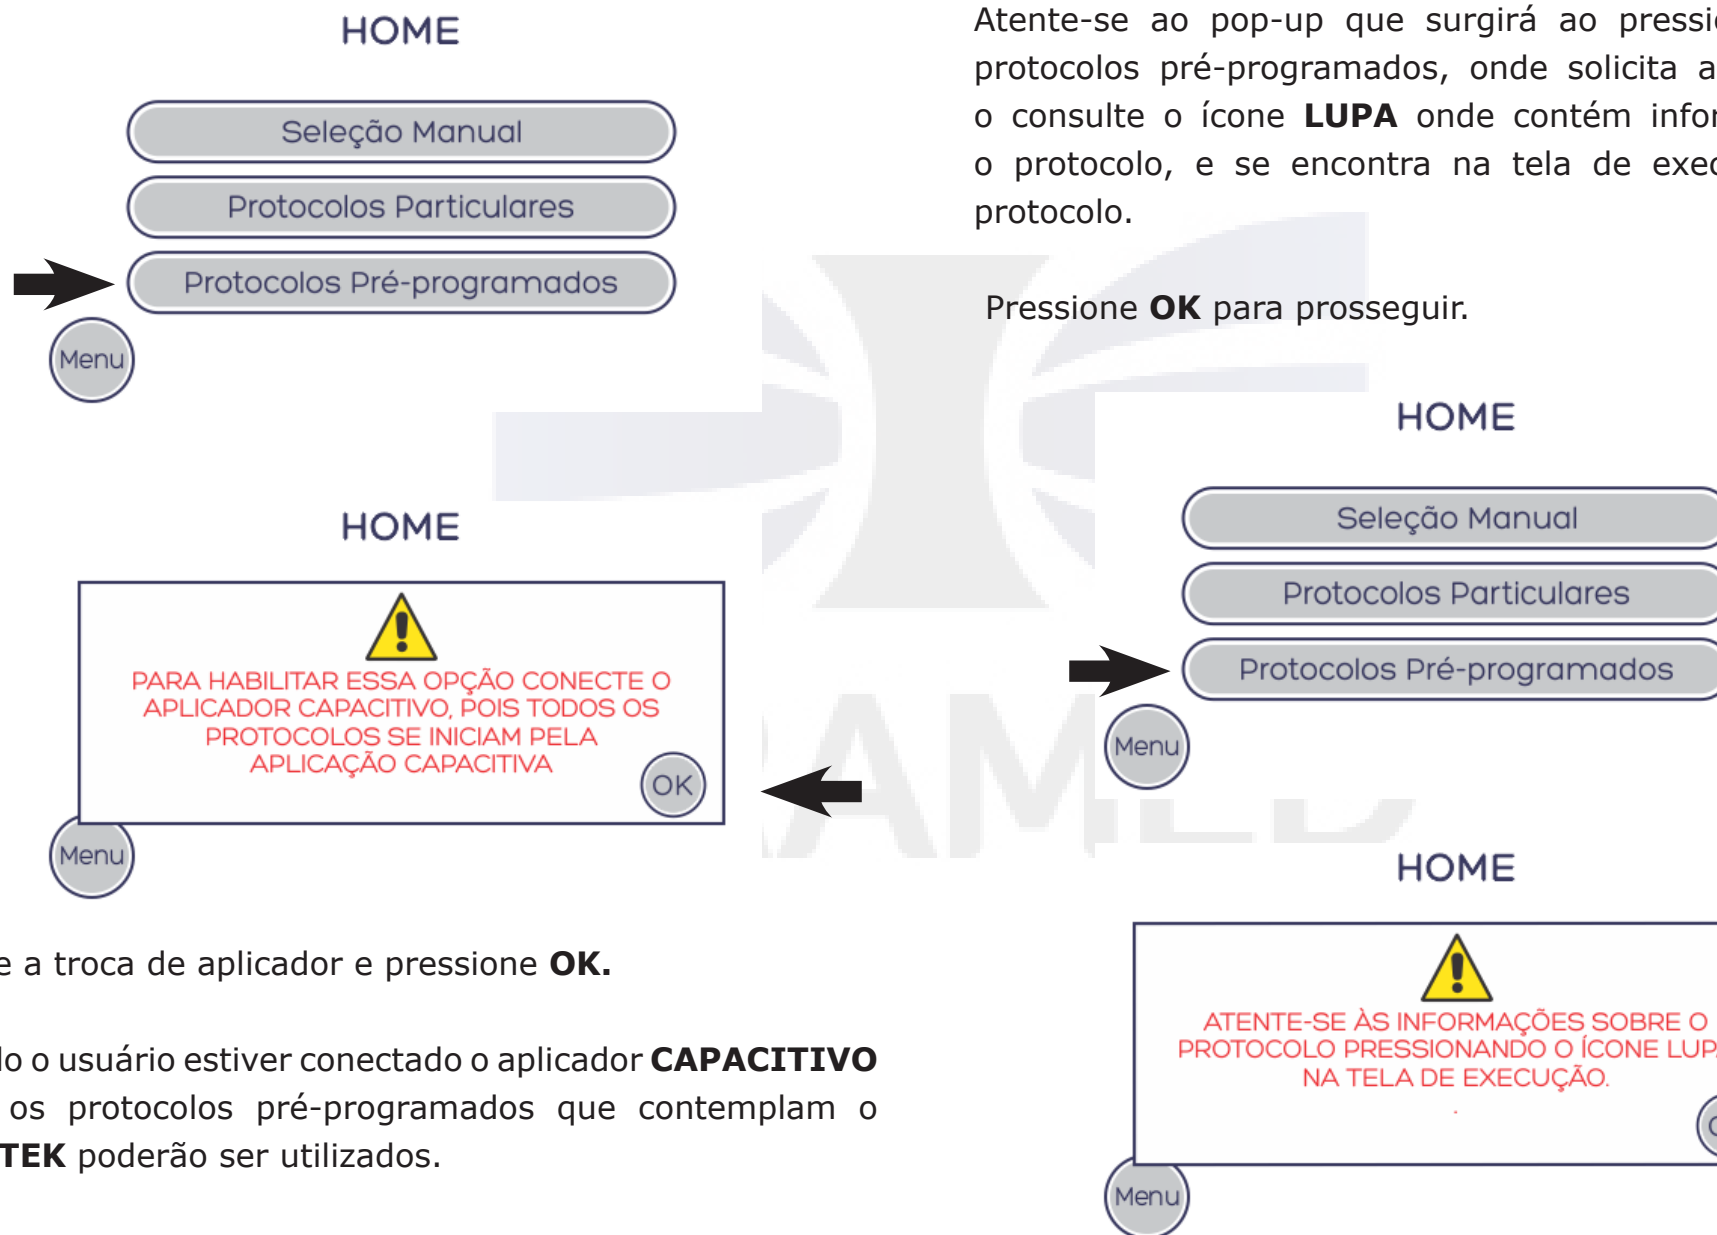 HOME
Seleção Manual
Protocolos Particulares
Protocolos Pré-programados
Menu
HOME
PARA HABILITAR ESSA OPÇÃO CONECTE O
APLICADOR CAPACITIVO, POIS TODOS OS
PROTOCOLOS SE INICIAM PELA
APLICAÇÃO CAPACITIVA
OK
Menu
e a troca de aplicador e pressione OK.
o usuário estiver conectado o aplicador CAPACITIVO
os protocolos pré-programados que contemplam o
TEK poderão ser utilizados.
Atente-se ao pop-up que surgirá ao
protocolos pré-programados, onde solicita
o consulte o ícone LUPA onde contém
o protocolo, e se encontra na tela de
protocolo.
Pressione OK para prosseguir.
HOME
Seleção Manual
Protocolos Particulares
Protocolos Pré-programados
Menu
HOME
ATENTE-SE ÀS INFORMAÇÕES SOBRE O
PROTOCOLO PRESSIONANDO O ÍCONE LUPA
NA TELA DE EXECUÇÃO.
.
Menu